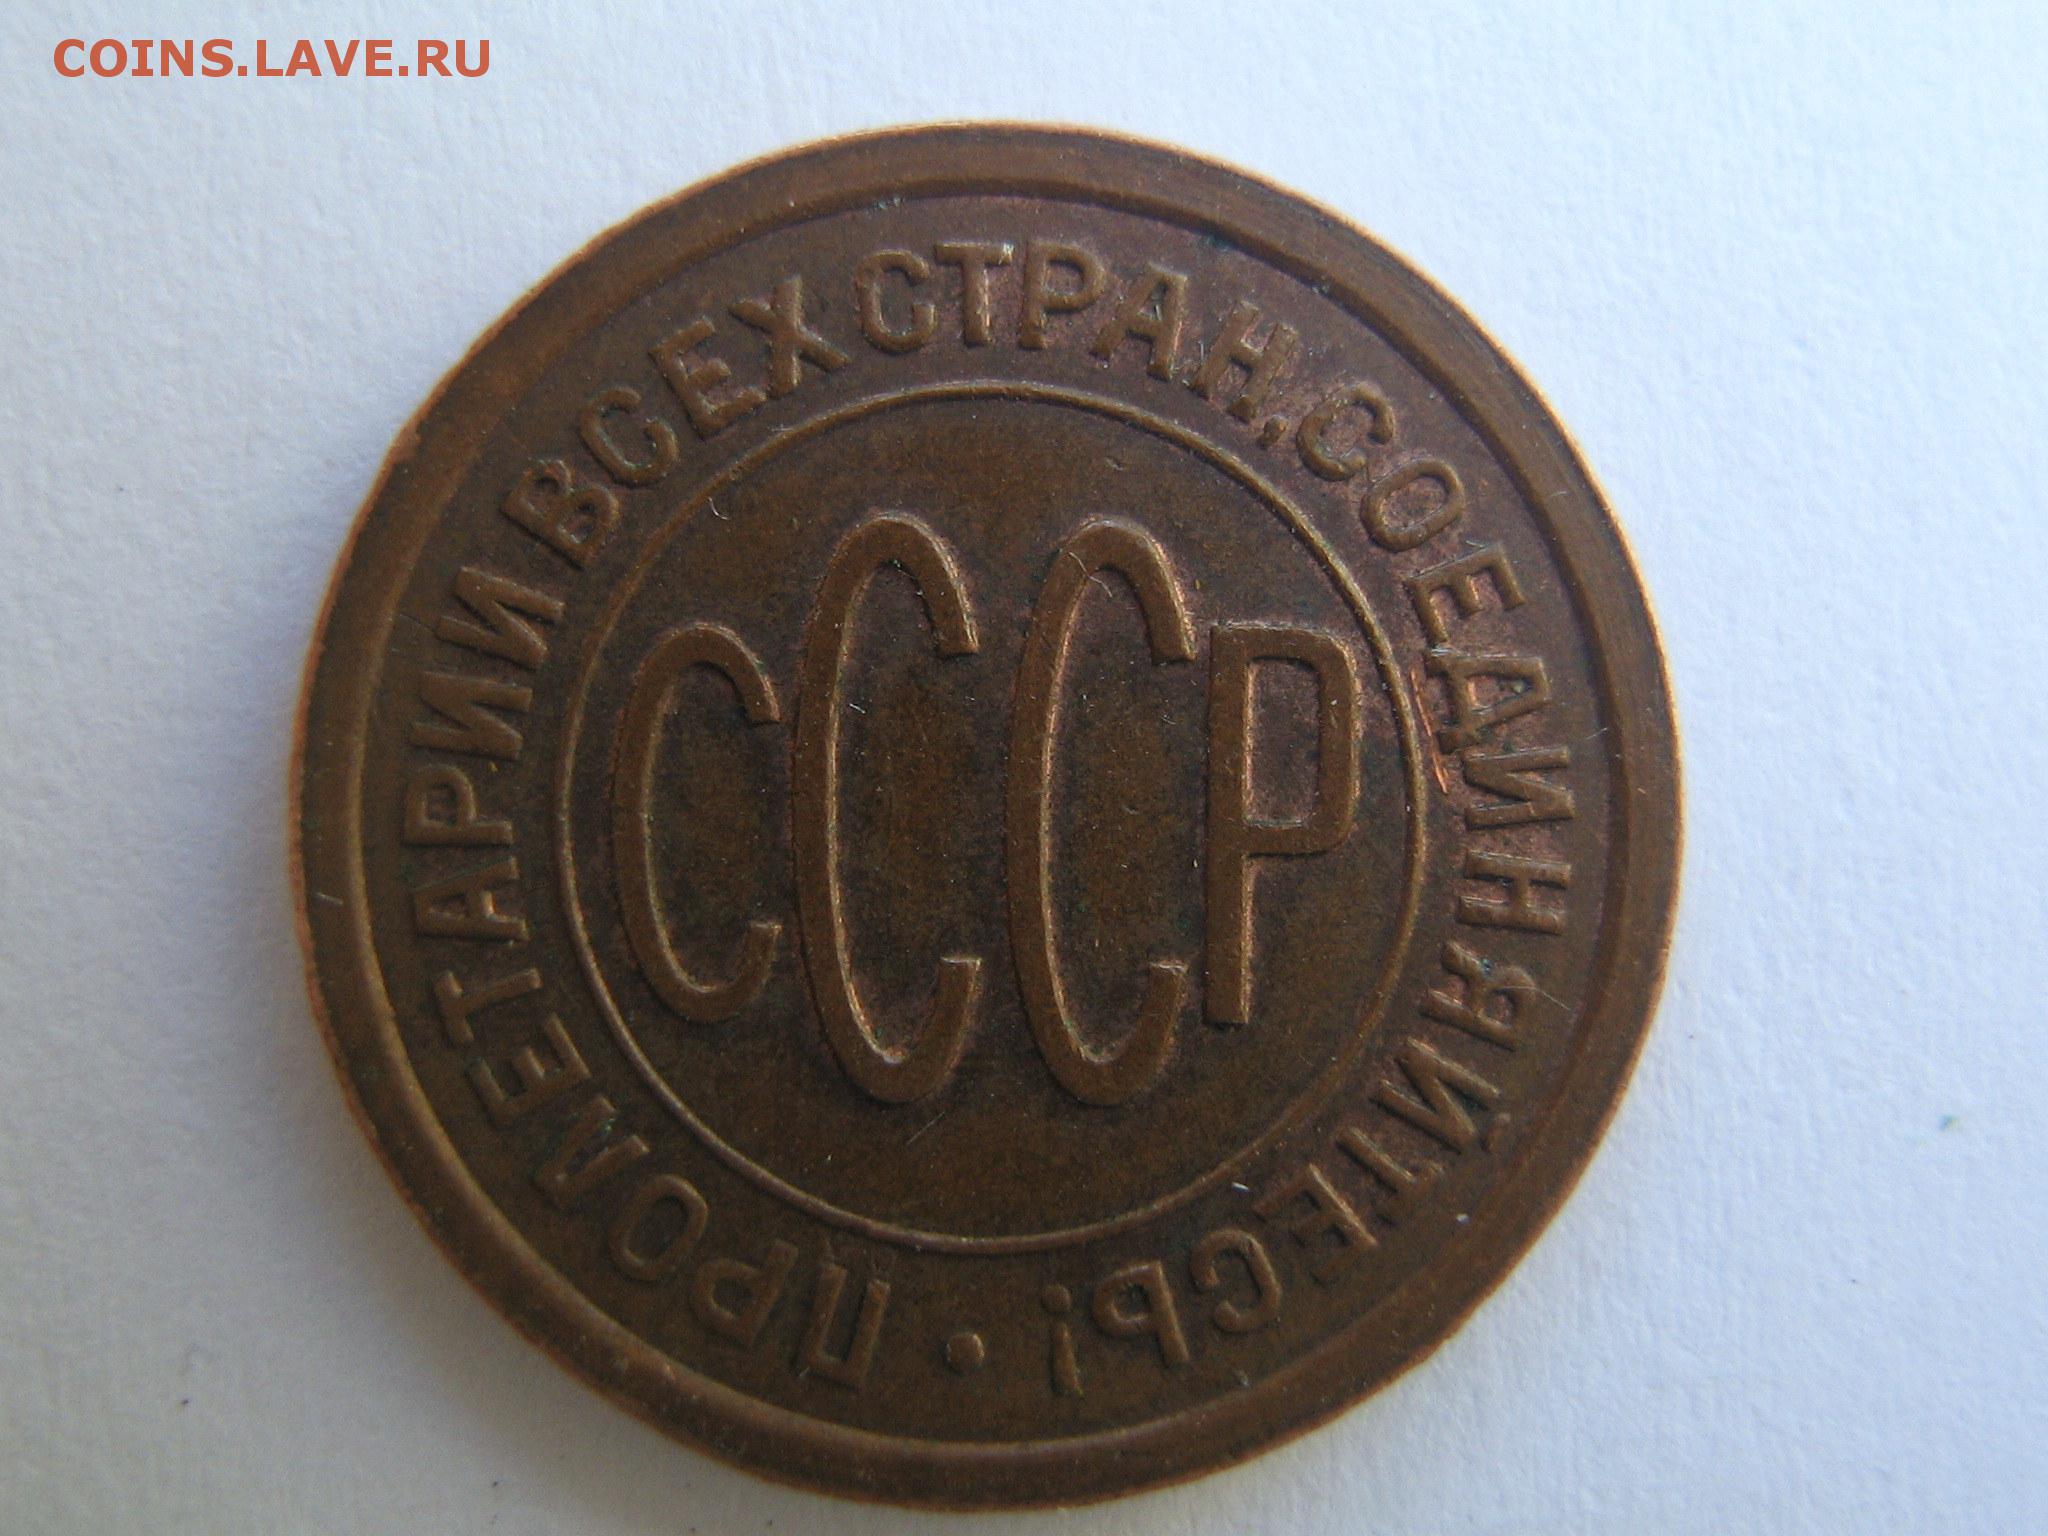 COINS.LAVE.RU
ПРОЛЕТАРИИ ВСЕХ СТРАН, СОЕДИНЯЙТЕСЬ! •
СССР